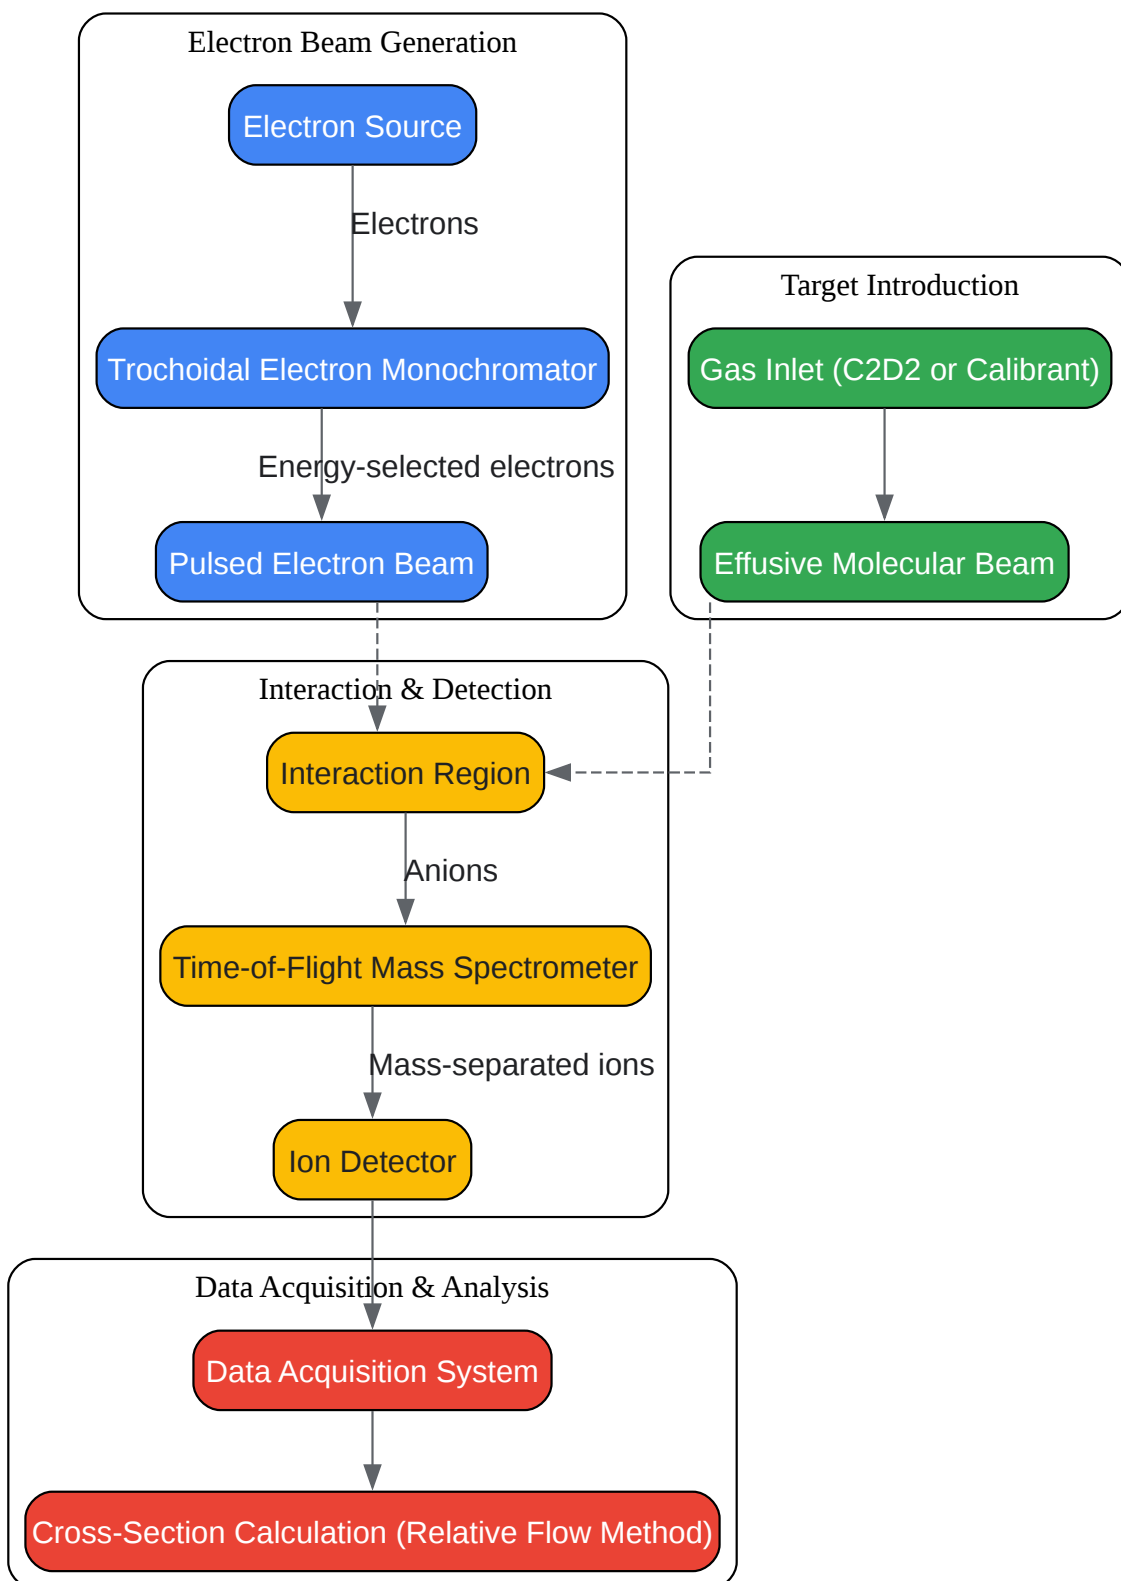 Electron Beam Generation
Electron Source
Electrons
Target Introduction
Trochoidal Electron Monochromator
Gas Inlet (C2D2 or Calibrant)
Energy-selected electrons
Pulsed Electron Beam
Effusive Molecular Beam
Interaction & Detection
Interaction Region
Anions
Time-of-Flight Mass Spectrometer
Mass-separated ions
Ion Detector
Data Acquisition & Analysis
Data Acquisition System
Cross-Section Calculation (Relative Flow Method)